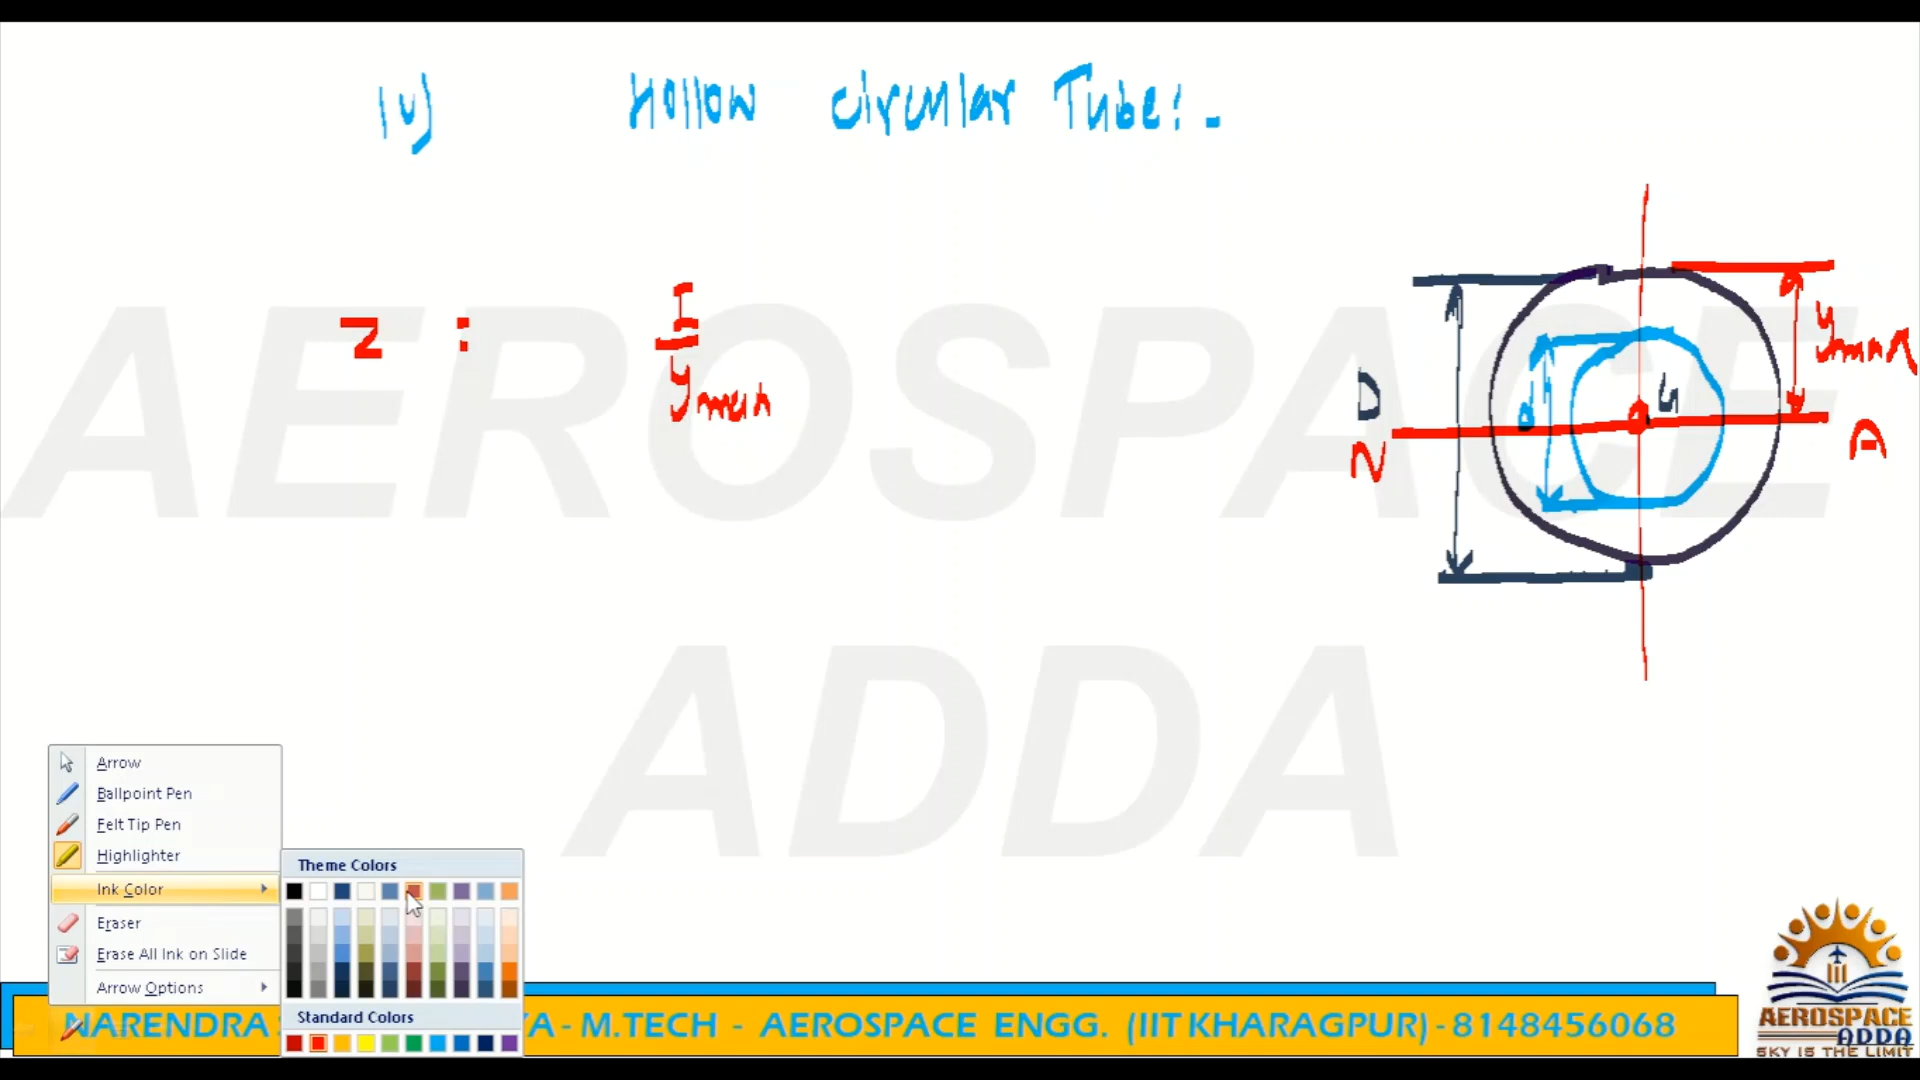 iv) Hollow Circular Tube:-
Z = I / ymax
D
d
G
ymax
N
A
AEROSPACE
ADDA
Arrow
Ballpoint Pen
Felt Tip Pen
Highlighter
Ink Color
Eraser
Erase All Ink on Slide
Arrow Options
Theme Colors
Standard Colors
NARENDRA S YA - M.TECH - AEROSPACE ENGG. (IIT KHARAGPUR) - 8148456068
AEROSPACE
ADDA
SKY IS THE LIMIT